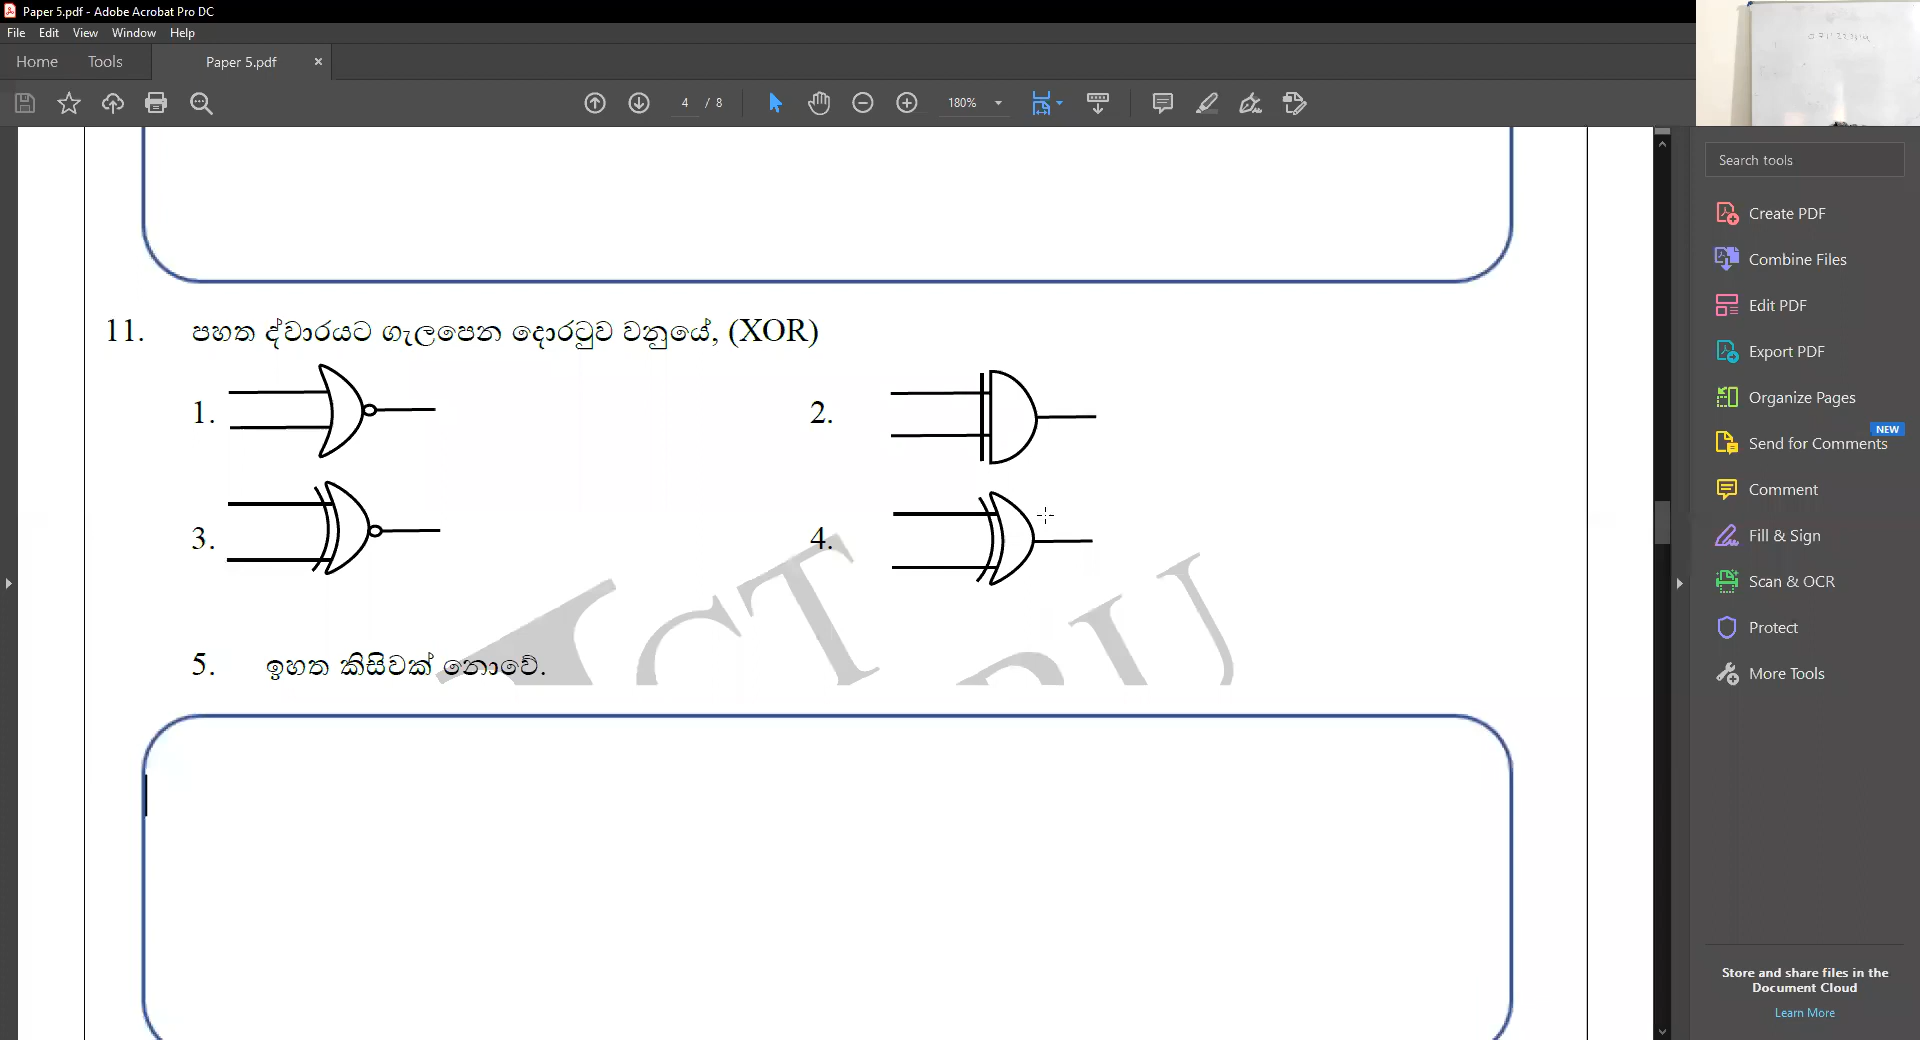 Paper 5.pdf - Adobe Acrobat Pro DC
File Edit View Window Help
Home Tools Paper 5.pdf ×
4 / 8 180%
11. පහත ද්වාරයට ගැලපෙන දොරටුව වනුයේ, (XOR)
1. 2.
3. 4.
5. ඉහත කිසිවක් නොවේ.
Search tools
Create PDF
Combine Files
Edit PDF
Export PDF
Organize Pages
NEW
Send for Comments
Comment
Fill & Sign
Scan & OCR
Protect
More Tools
Store and share files in the
Document Cloud
Learn More